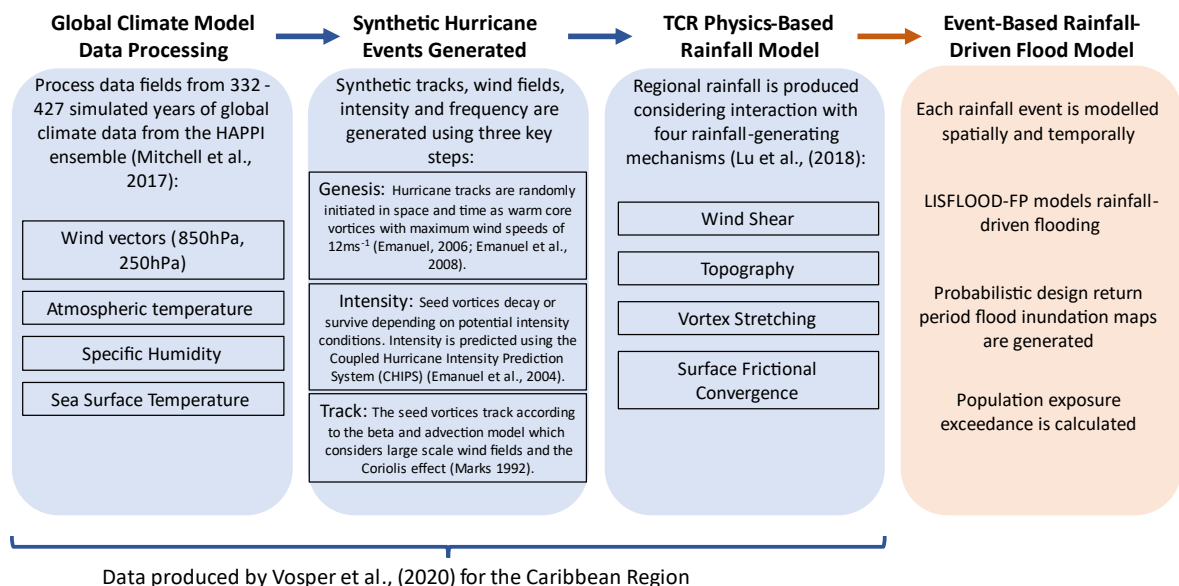 Global Climate Model
Data Processing
Process data fields from 332 -
427 simulated years of global
climate data from the HAPPI
ensemble (Mitchell et al.,
2017):
Wind vectors (850hPa,
250hPa)
Atmospheric temperature
Specific Humidity
Sea Surface Temperature
Synthetic Hurricane
Events Generated
Synthetic tracks, wind fields,
intensity and frequency are
generated using three key
steps:
Genesis: Hurricane tracks are randomly
initiated in space and time as warm core
vortices with maximum wind speeds of
12ms⁻¹ (Emanuel, 2006; Emanuel et al.,
2008).
Intensity: Seed vortices decay or
survive depending on potential intensity
conditions. Intensity is predicted using the
Coupled Hurricane Intensity Prediction
System (CHIPS) (Emanuel et al., 2004).
Track: The seed vortices track according
to the beta and advection model which
considers large scale wind fields and the
Coriolis effect (Marks 1992).
TCR Physics-Based
Rainfall Model
Regional rainfall is produced
considering interaction with
four rainfall-generating
mechanisms (Lu et al., (2018):
Wind Shear
Topography
Vortex Stretching
Surface Frictional
Convergence
Event-Based Rainfall-
Driven Flood Model
Each rainfall event is modelled
spatially and temporally
LISFLOOD-FP models rainfall-
driven flooding
Probabilistic design return
period flood inundation maps
are generated
Population exposure
exceedance is calculated
Data produced by Vosper et al., (2020) for the Caribbean Region